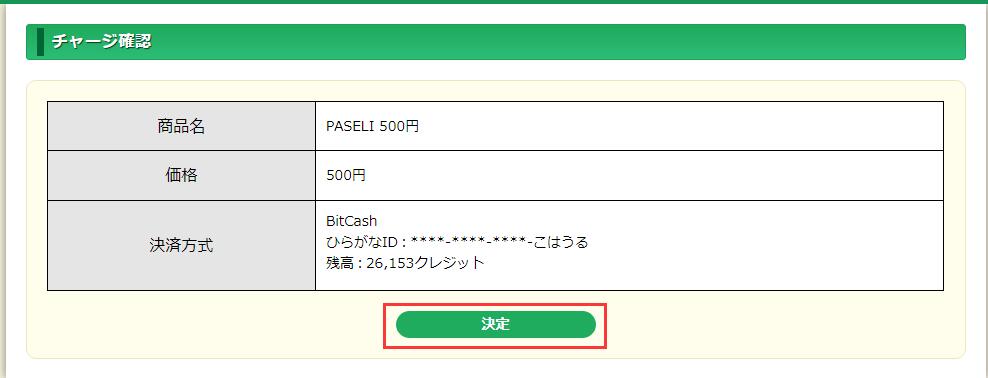 チャージ確認
商品名
PASELI 500円
価格
500円
決済方式
BitCash
ひらがなID : ****-****-****-こはうる
残高 : 26,153クレジット
決定